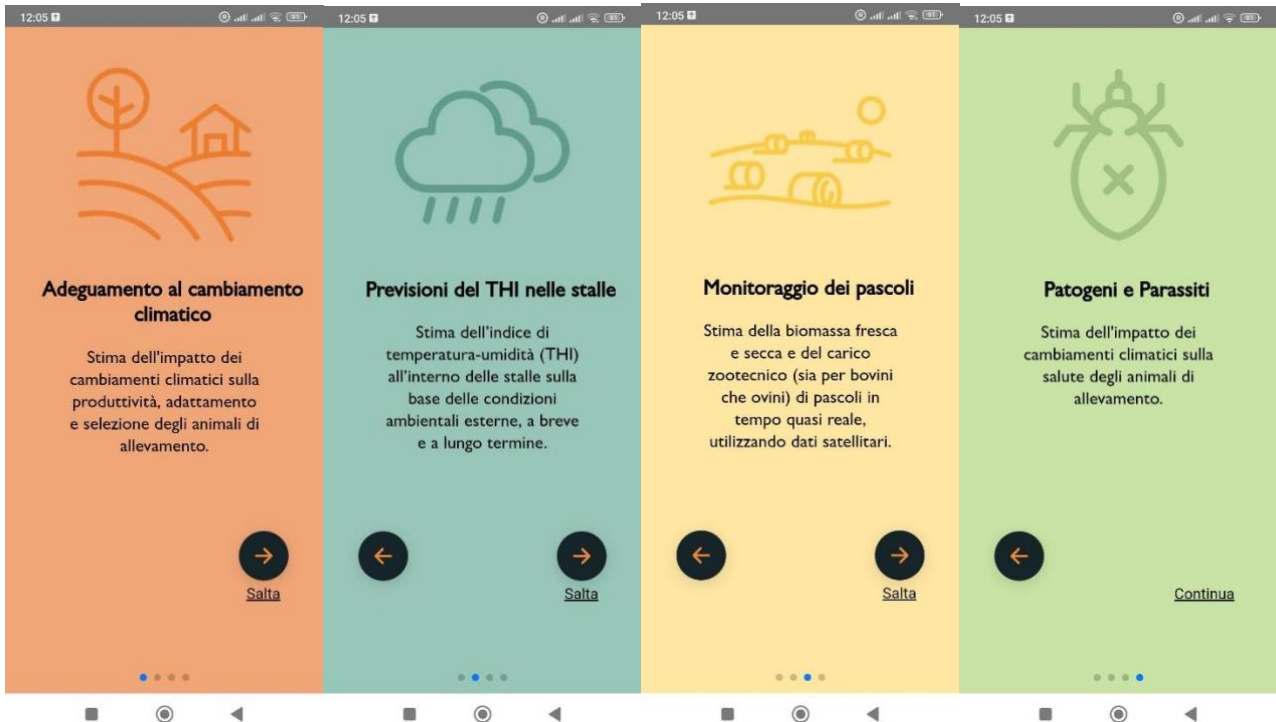 12:05
Adeguamento al cambiamento
climatico
Stima dell'impatto dei
cambiamenti climatici sulla
produttività, adattamento
e selezione degli animali di
allevamento.
Salta
12:05
Previsioni del THI nelle stalle
Stima dell'indice di
temperatura-umidità (THI)
all'interno delle stalle sulla
base delle condizioni
ambientali esterne, a breve
e a lungo termine.
Salta
12:05
Monitoraggio dei pascoli
Stima della biomassa fresca
e secca e del carico
zootecnico (sia per bovini
che ovini) di pascoli in
tempo quasi reale,
utilizzando dati satellitari.
Salta
12:05
Patogeni e Parassiti
Stima dell'impatto dei
cambiamenti climatici sulla
salute degli animali di
allevamento.
Continua